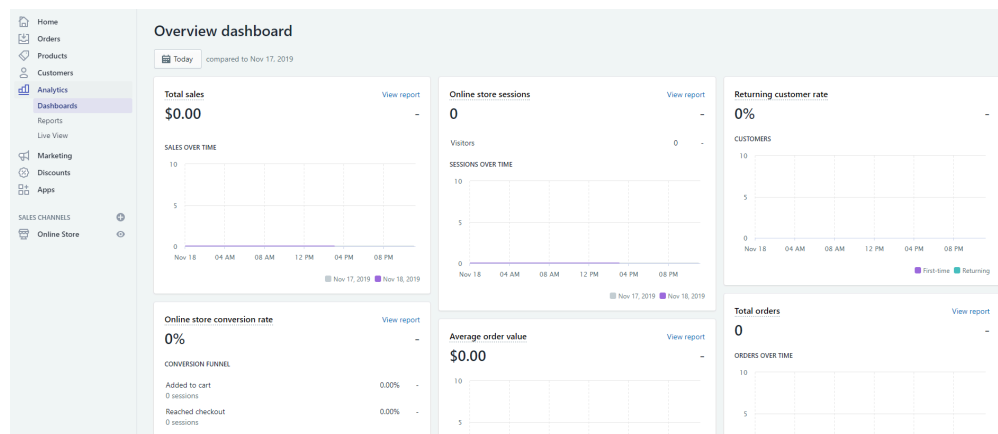 Home
Orders
Products
Customers
Analytics
Dashboards
Reports
Live View
Marketing
Discounts
Apps
SALES CHANNELS
Online Store
Overview dashboard
Today compared to Nov 17, 2019
Total sales View report
$0.00 -
SALES OVER TIME
10
5
0
Nov 18 04 AM 08 AM 12 PM 04 PM 08 PM
Nov 17, 2019 Nov 18, 2019
Online store conversion rate View report
0% -
CONVERSION FUNNEL
Added to cart 0.00% -
0 sessions
Reached checkout 0.00% -
0 sessions
Online store sessions View report
0 -
Visitors 0 -
SESSIONS OVER TIME
10
5
0
Nov 18 04 AM 08 AM 12 PM 04 PM 08 PM
Nov 17, 2019 Nov 18, 2019
Average order value View report
$0.00 -
10
5
Returning customer rate
0% -
CUSTOMERS
10
5
0
Nov 18 04 AM 08 AM 12 PM 04 PM 08 PM
First-time Returning
Total orders View report
0 -
ORDERS OVER TIME
10
5